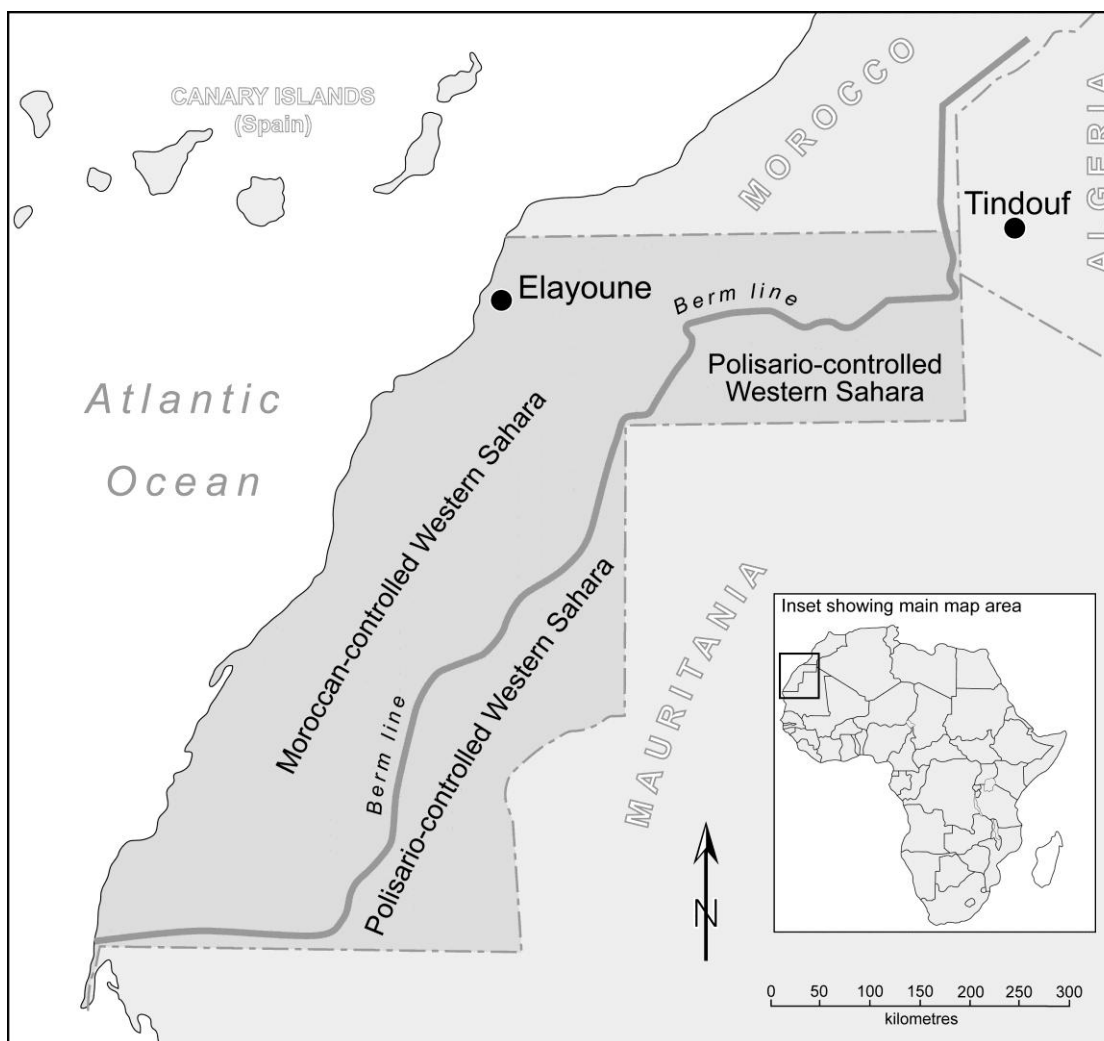 CANARY ISLANDS
(Spain)
MOROCCO
ALGERIA
Tindouf
Elayoune
Berm line
Polisario-controlled
Western Sahara
Atlantic
Ocean
Moroccan-controlled Western Sahara
Polisario-controlled Western Sahara
Berm line
MAURITANIA
Inset showing main map area
N
0 50 100 150 200 250 300
kilometres